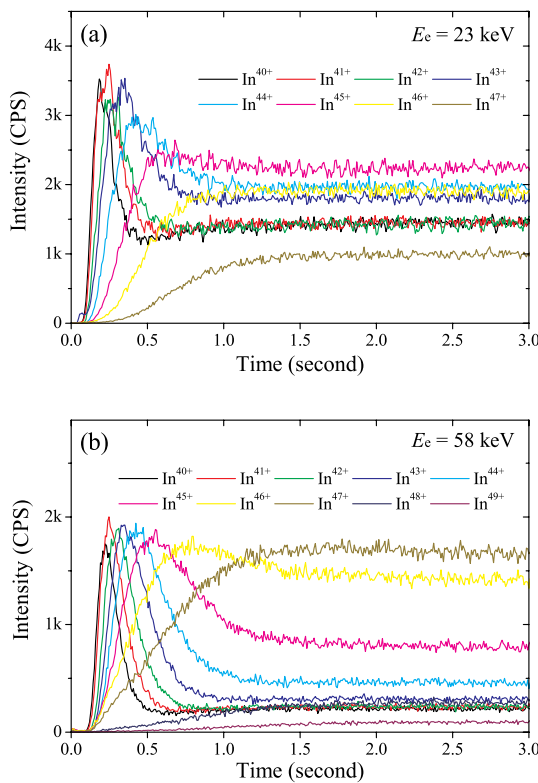 (a) Eₑ = 23 keV
4k
In⁴⁰⁺ In⁴¹⁺ In⁴²⁺ In⁴³⁺
In⁴⁴⁺ In⁴⁵⁺ In⁴⁶⁺ In⁴⁷⁺
3k
Intensity (CPS)
2k
1k
0
0.0 0.5 1.0 1.5 2.0 2.5 3.0
Time (second)
(b) Eₑ = 58 keV
In⁴⁰⁺ In⁴¹⁺ In⁴²⁺ In⁴³⁺ In⁴⁴⁺
In⁴⁵⁺ In⁴⁶⁺ In⁴⁷⁺ In⁴⁸⁺ In⁴⁹⁺
2k
Intensity (CPS)
1k
0
0.0 0.5 1.0 1.5 2.0 2.5 3.0
Time (second)